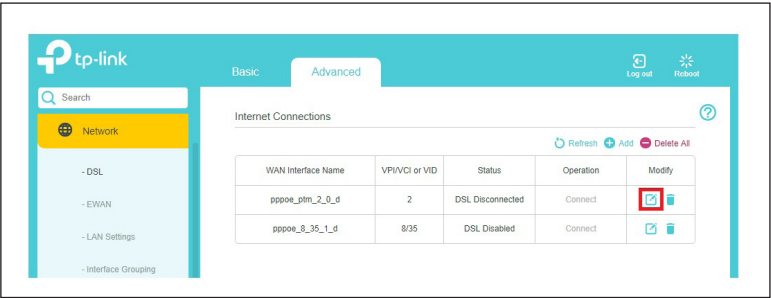 tp-link
Basic
Advanced
Log out
Reboot
Search
Network
- DSL
- EWAN
- LAN Settings
- Interface Grouping
Internet Connections
?
Refresh Add Delete All
WAN Interface Name VPI/VCI or VID Status Operation Modify
pppoe_ptm_2_0_d 2 DSL Disconnected Connect
pppoe_8_35_1_d 8/35 DSL Disabled Connect